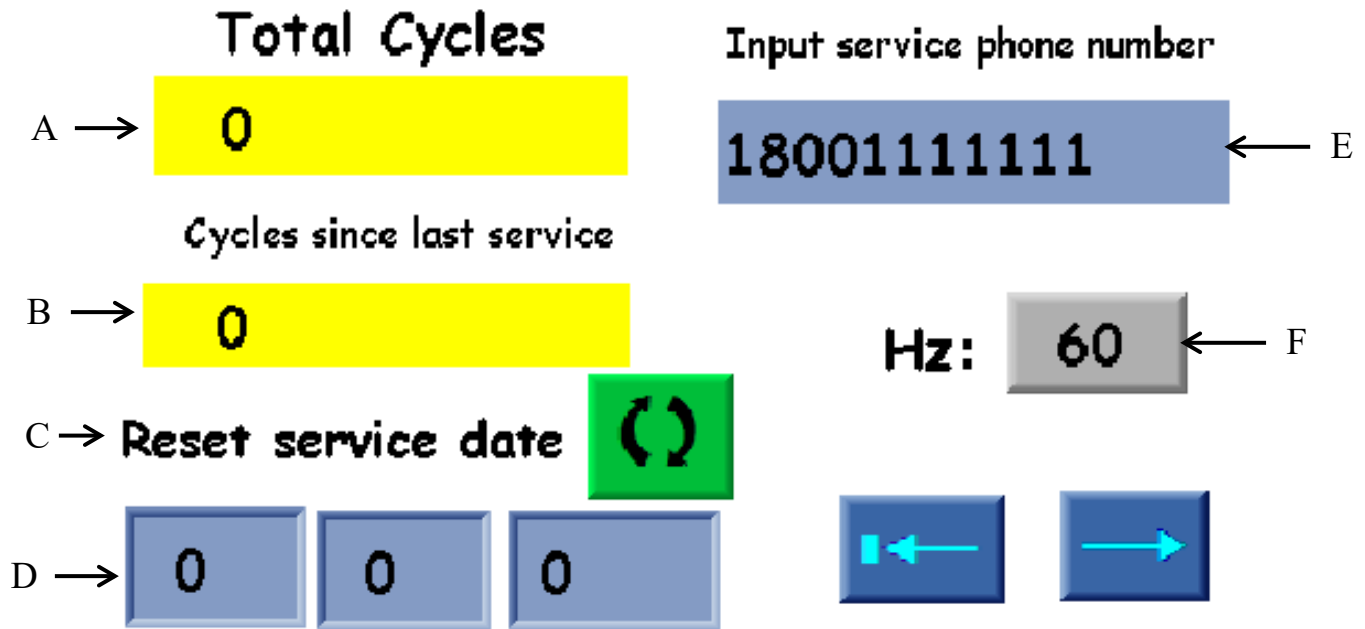 Total Cycles
A
0
Cycles since last service
B
0
C
Reset service date
D
0 0 0
Input service phone number
18001111111
E
Hz: 60
F